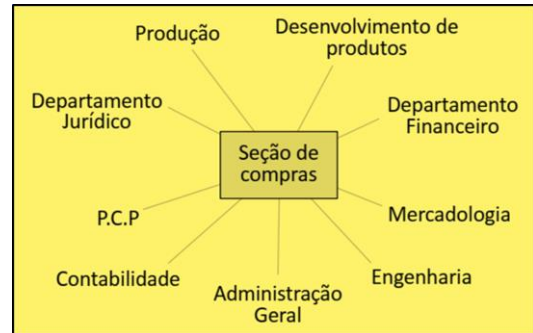 Produção
Desenvolvimento de
produtos
Departamento
Jurídico
Departamento
Financeiro
Seção de
compras
P.C.P
Mercadologia
Contabilidade
Administração
Geral
Engenharia